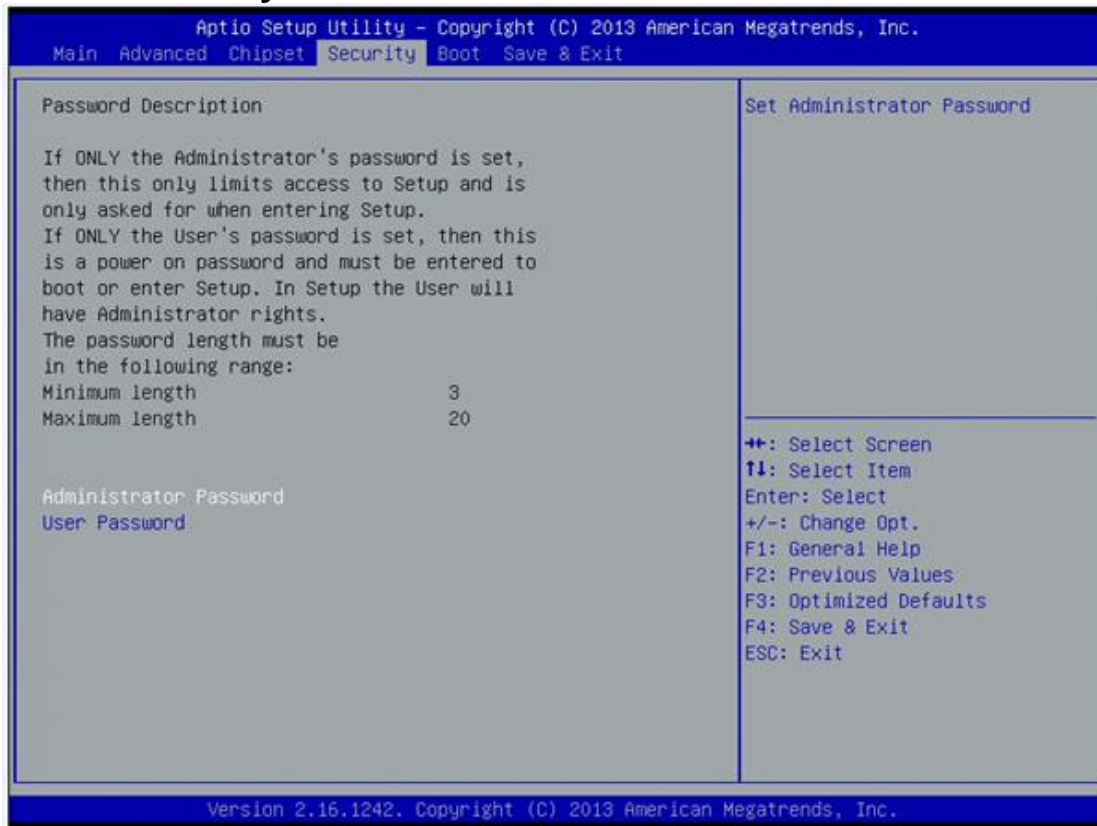 Aptio Setup Utility – Copyright (C) 2013 American Megatrends, Inc.
Main Advanced Chipset Security Boot Save & Exit
Password Description
If ONLY the Administrator's password is set,
then this only limits access to Setup and is
only asked for when entering Setup.
If ONLY the User's password is set, then this
is a power on password and must be entered to
boot or enter Setup. In Setup the User will
have Administrator rights.
The password length must be
in the following range:
Minimum length 3
Maximum length 20
Administrator Password
User Password
Set Administrator Password
→←: Select Screen
↑↓: Select Item
Enter: Select
+/-: Change Opt.
F1: General Help
F2: Previous Values
F3: Optimized Defaults
F4: Save & Exit
ESC: Exit
Version 2.16.1242. Copyright (C) 2013 American Megatrends, Inc.